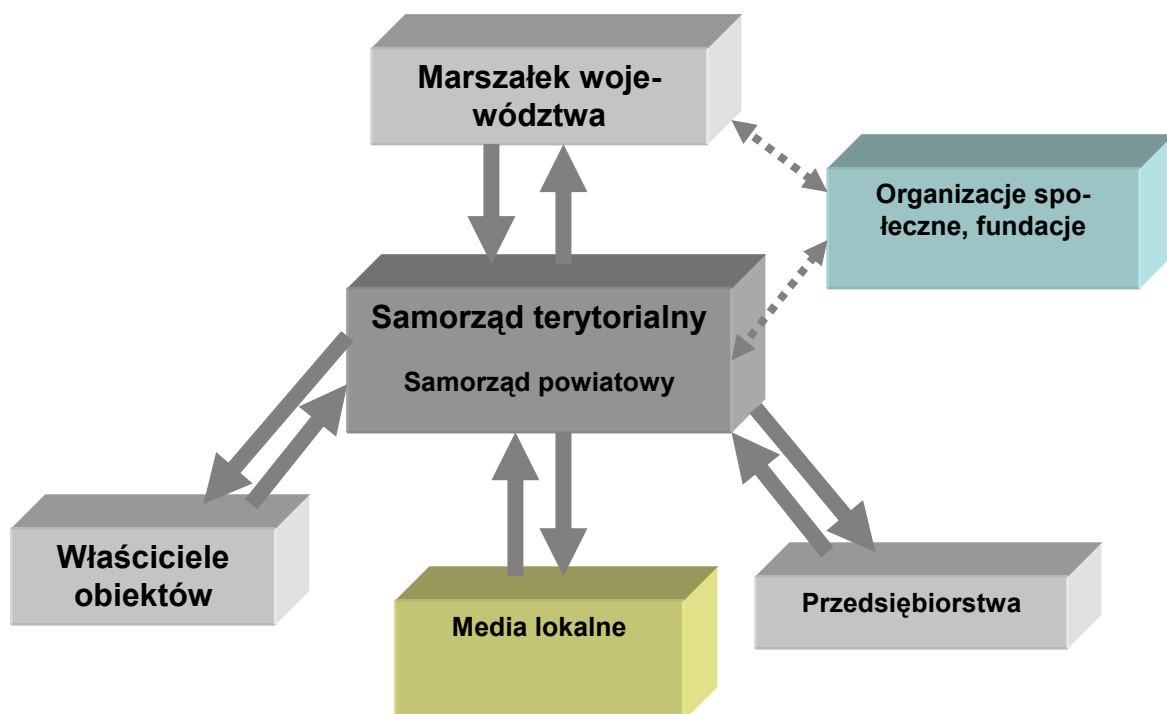 Marszałek woje-
wództwa
Organizacje spo-
łeczne, fundacje
Samorząd terytorialny
Samorząd powiatowy
Właściciele
obiektów
Media lokalne
Przedsiębiorstwa